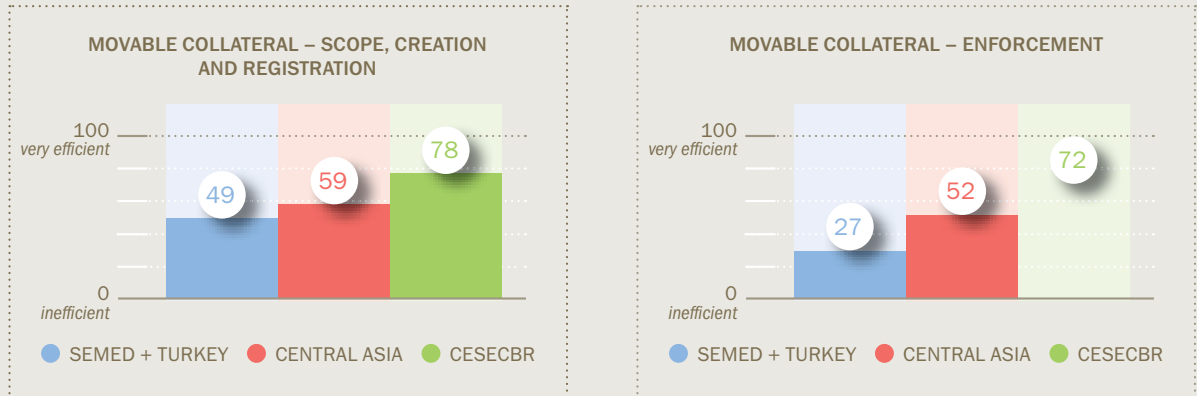 MOVABLE COLLATERAL – SCOPE, CREATION
AND REGISTRATION
100
very efficient
49
59
78
0
inefficient
SEMED + TURKEY
CENTRAL ASIA
CESECBR
MOVABLE COLLATERAL – ENFORCEMENT
100
very efficient
27
52
72
0
inefficient
SEMED + TURKEY
CENTRAL ASIA
CESECBR